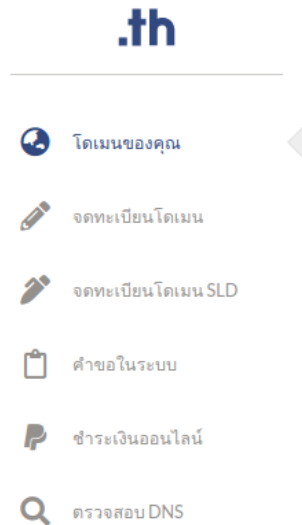 .th
โดเมนของคุณ
จดทะเบียนโดเมน
จดทะเบียนโดเมน SLD
คำขอในระบบ
ชำระเงินออนไลน์
ตรวจสอบ DNS